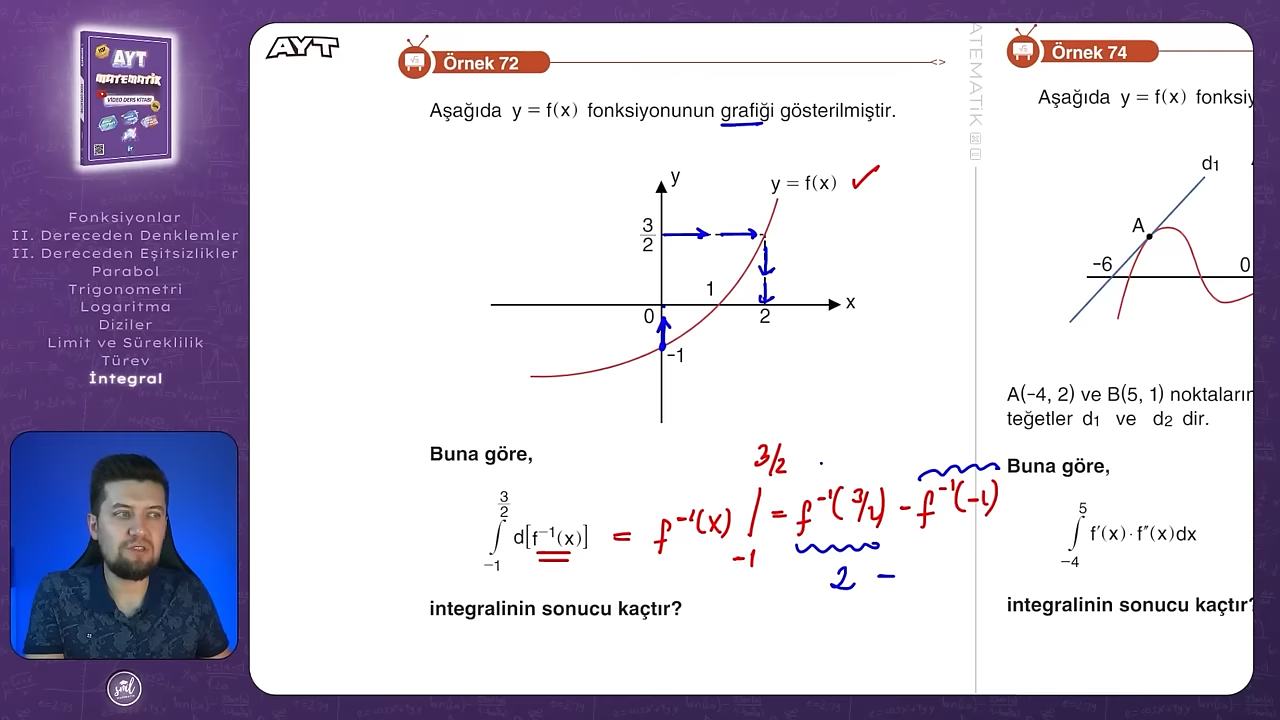 AYT
MATEMATİK
VİDEO DERS KİTABI
Fonksiyonlar
II. Dereceden Denklemler
II. Dereceden Eşitsizlikler
Parabol
Trigonometri
Logaritma
Diziler
Limit ve Süreklilik
Türev
İntegral
sml
AYT
Örnek 72
Aşağıda y = f(x) fonksiyonunun grafiği gösterilmiştir.
y
y = f(x) ✓
3/2
1
0
2
x
-1
Buna göre,
∫_{-1}^{3/2} d[f⁻¹(x)] = f⁻¹(x) |_{-1}^{3/2} = f⁻¹(3/2) - f⁻¹(-1)
2 -
integralinin sonucu kaçtır?
ATEMATİK
Örnek 74
Aşağıda y = f(x) fonksiy
d₁
A
-6
0
A(-4, 2) ve B(5, 1) noktaların
teğetler d₁ ve d₂ dir.
Buna göre,
∫_{-4}^{5} f′(x) · f″(x)dx
integralinin sonucu kaçtır?